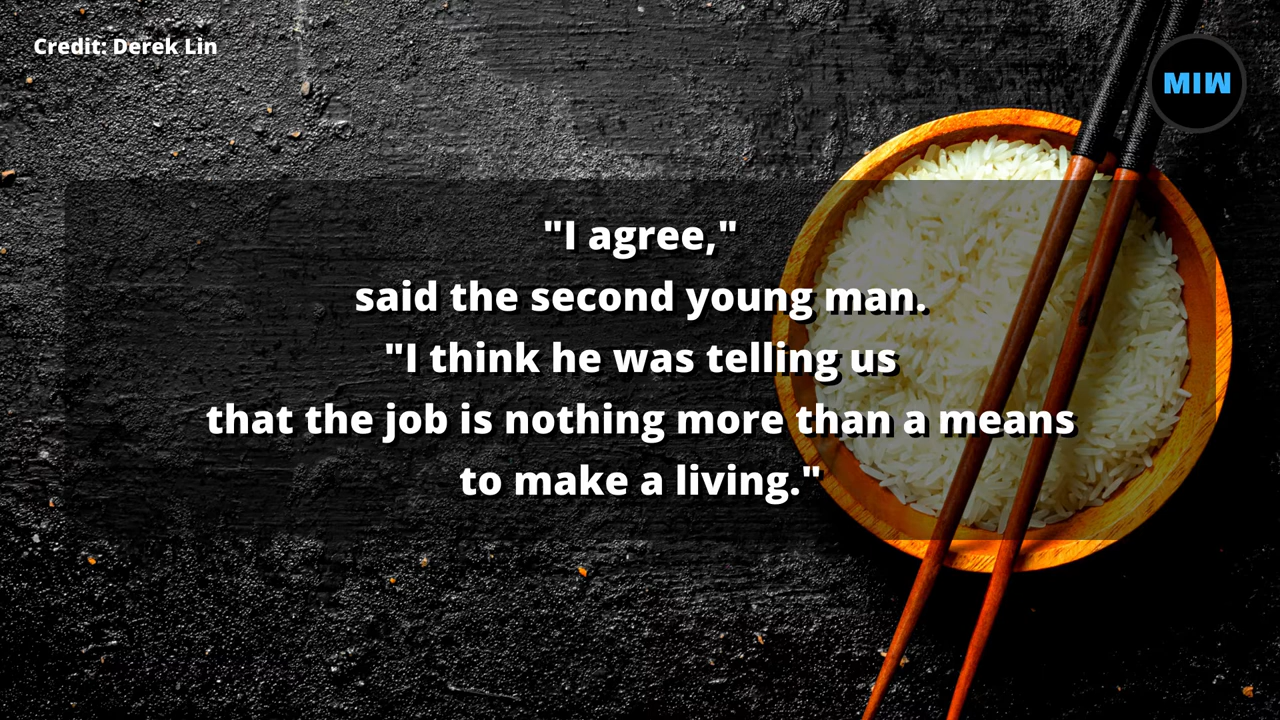 Credit: Derek Lin
MIW
"I agree,"
said the second young man.
"I think he was telling us
that the job is nothing more than a means
to make a living."